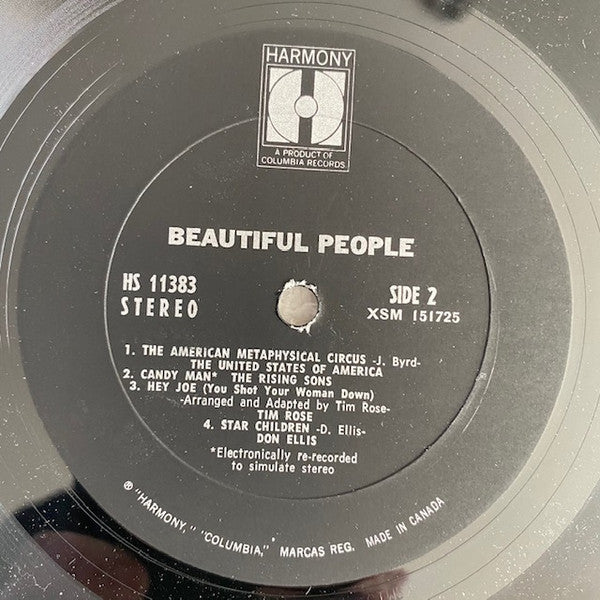 HARMONY
A PRODUCT OF
COLUMBIA RECORDS
BEAUTIFUL PEOPLE
HS 11383
STEREO
SIDE 2
XSM 151725
1. THE AMERICAN METAPHYSICAL CIRCUS -J. Byrd-
THE UNITED STATES OF AMERICA
2. CANDY MAN* THE RISING SONS
3. HEY JOE (You Shot Your Woman Down)
-Arranged and Adapted by Tim Rose-
TIM ROSE
4. STAR CHILDREN -D. Ellis-
DON ELLIS
*Electronically re-recorded
to simulate stereo
℗ "HARMONY," "COLUMBIA," MARCAS REG. MADE IN CANADA